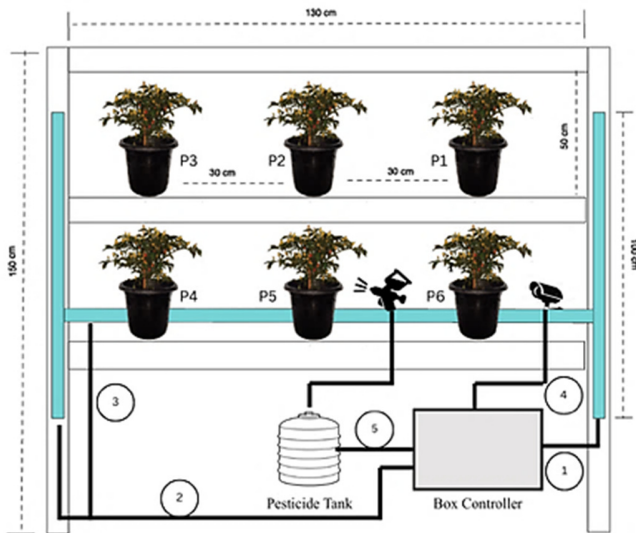 130 cm
P3
P2
P1
30 cm
30 cm
50 cm
150 cm
100 cm
P4
P5
P6
3
4
5
1
2
Pesticide Tank
Box Controller